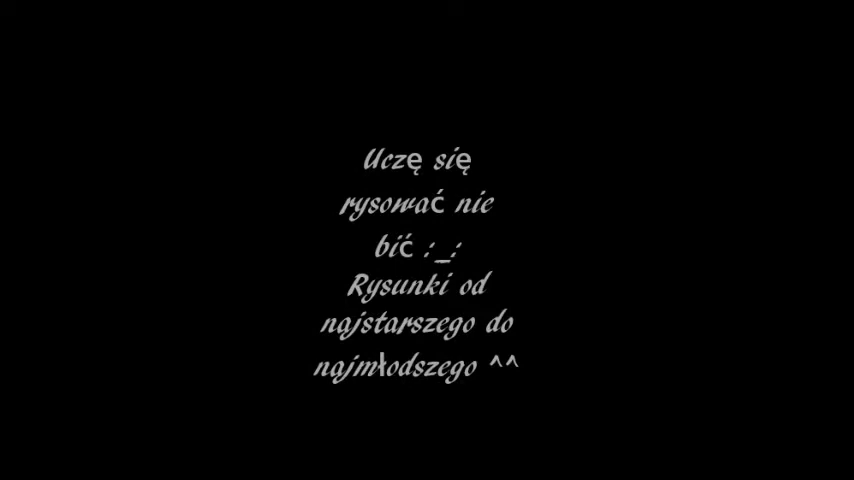 Uczę się
rysować nie
bić :_:
Rysunki od
najstarszego do
najmłodszego ^^